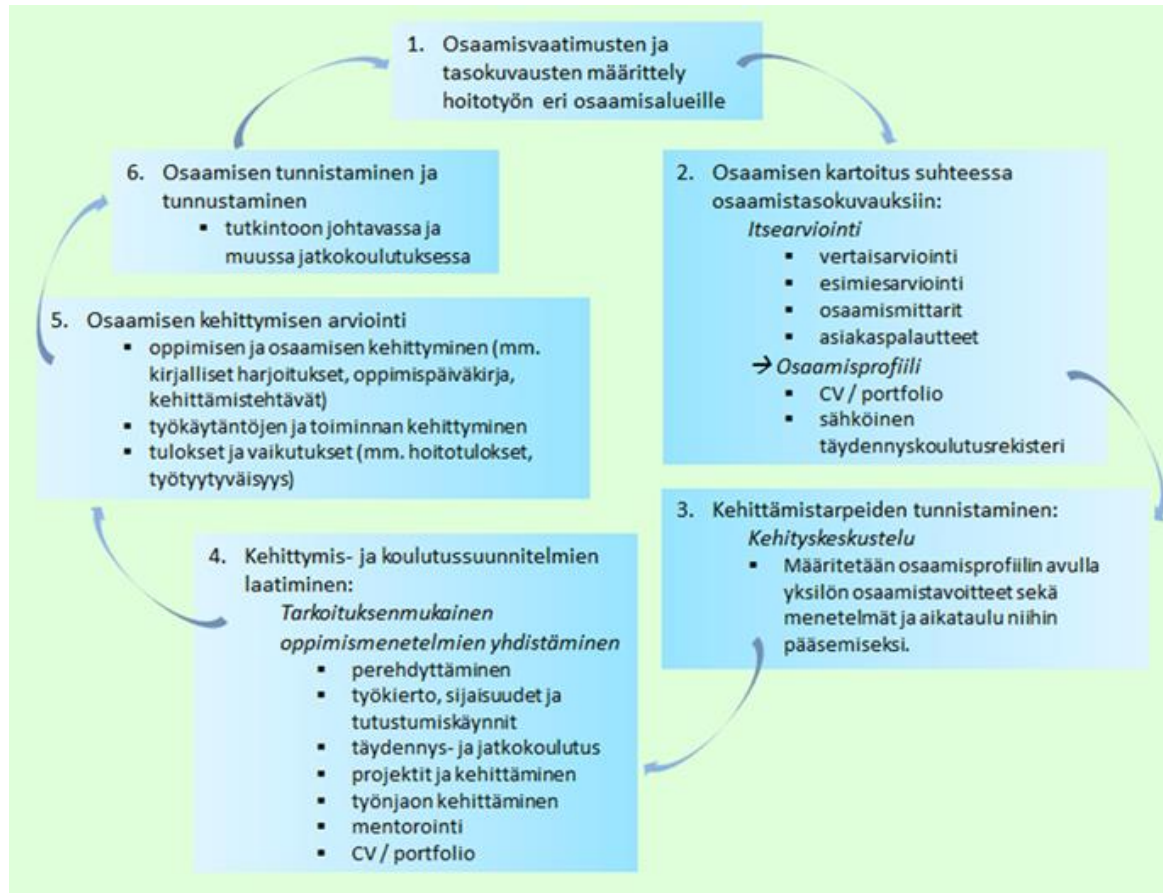 1. Osaamisvaatimusten ja
tasokuvausten määrittely
hoitotyön eri osaamisalueille
2. Osaamisen kartoitus suhteessa
osaamistasokuvauksiin:
Itsearviointi
▪ vertaisarviointi
▪ esimiesarviointi
▪ osaamismittarit
▪ asiakaspalautteet
→ Osaamisprofiili
▪ CV / portfolio
▪ sähköinen
täydennyskoulutusrekisteri
3. Kehittämistarpeiden tunnistaminen:
Kehityskeskustelu
▪ Määritetään osaamisprofiilin avulla
yksilön osaamistavoitteet sekä
menetelmät ja aikataulu niihin
pääsemiseksi.
4. Kehittymis- ja koulutussuunnitelmien
laatiminen:
Tarkoituksenmukainen
oppimismenetelmien yhdistäminen
▪ perehdyttäminen
▪ työkierto, sijaisuudet ja
tutustumiskäynnit
▪ täydennys- ja jatkokoulutus
▪ projektit ja kehittäminen
▪ työnjaon kehittäminen
▪ mentorointi
▪ CV / portfolio
5. Osaamisen kehittymisen arviointi
▪ oppimisen ja osaamisen kehittyminen (mm.
kirjalliset harjoitukset, oppimispäiväkirja,
kehittämistehtävät)
▪ työkäytäntöjen ja toiminnan kehittyminen
▪ tulokset ja vaikutukset (mm. hoitotulokset,
työtyytyväisyys)
6. Osaamisen tunnistaminen ja
tunnustaminen
▪ tutkintoon johtavassa ja
muussa jatkokoulutuksessa